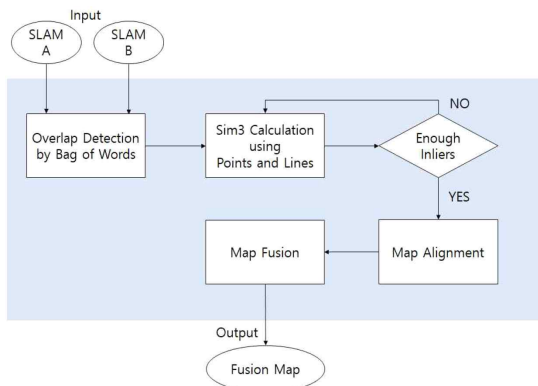 Input
SLAM
A
SLAM
B
Overlap Detection
by Bag of Words
Sim3 Calculation
using
Points and Lines
NO
Enough
Inliers
YES
Map Fusion
Map Alignment
Output
Fusion Map